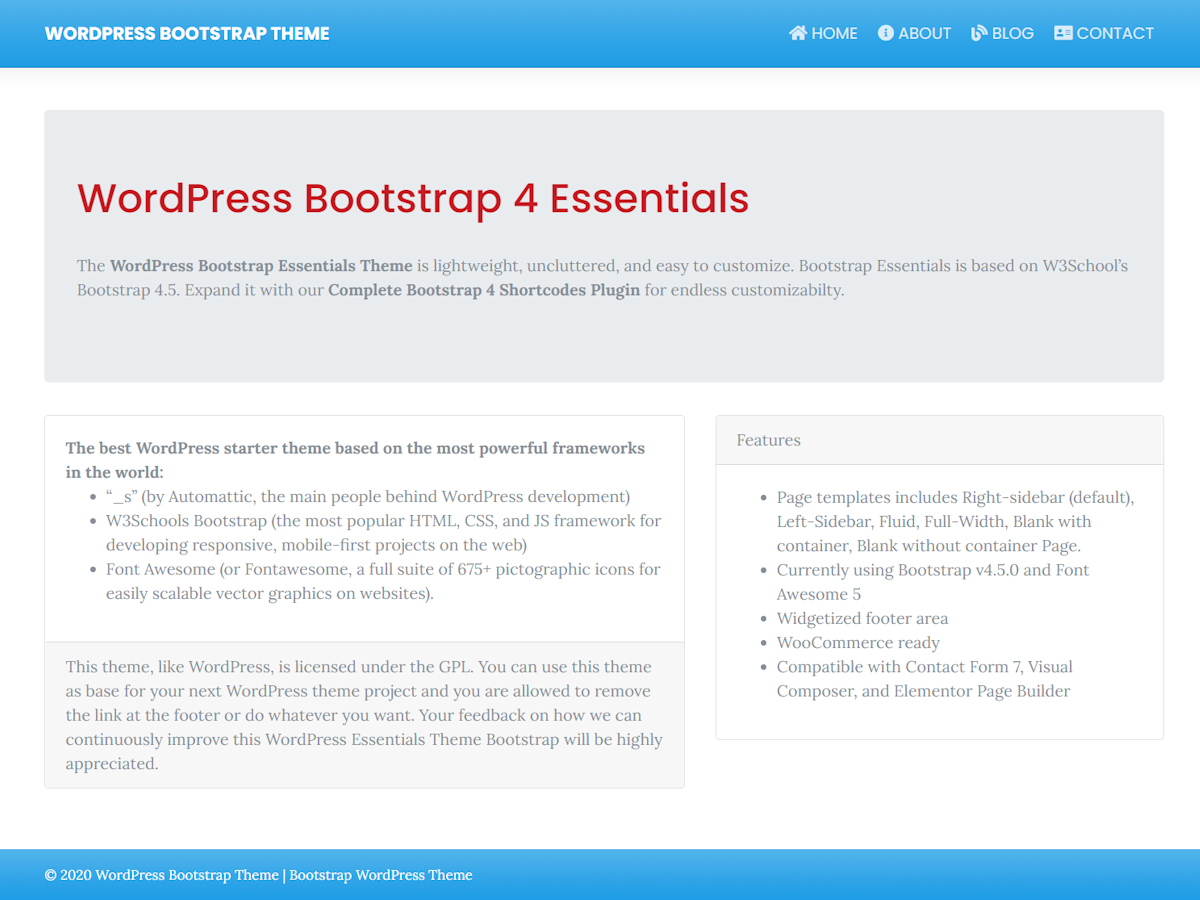 WORDPRESS BOOTSTRAP THEME
HOME ABOUT BLOG CONTACT
WordPress Bootstrap 4 Essentials
The WordPress Bootstrap Essentials Theme is lightweight, uncluttered, and easy to customize. Bootstrap Essentials is based on W3School’s
Bootstrap 4.5. Expand it with our Complete Bootstrap 4 Shortcodes Plugin for endless customizabilty.
The best WordPress starter theme based on the most powerful frameworks
in the world:
• “_s” (by Automattic, the main people behind WordPress development)
• W3Schools Bootstrap (the most popular HTML, CSS, and JS framework for
developing responsive, mobile-first projects on the web)
• Font Awesome (or Fontawesome, a full suite of 675+ pictographic icons for
easily scalable vector graphics on websites).
This theme, like WordPress, is licensed under the GPL. You can use this theme
as base for your next WordPress theme project and you are allowed to remove
the link at the footer or do whatever you want. Your feedback on how we can
continuously improve this WordPress Essentials Theme Bootstrap will be highly
appreciated.
Features
• Page templates includes Right-sidebar (default),
Left-Sidebar, Fluid, Full-Width, Blank with
container, Blank without container Page.
• Currently using Bootstrap v4.5.0 and Font
Awesome 5
• Widgetized footer area
• WooCommerce ready
• Compatible with Contact Form 7, Visual
Composer, and Elementor Page Builder
© 2020 WordPress Bootstrap Theme | Bootstrap WordPress Theme